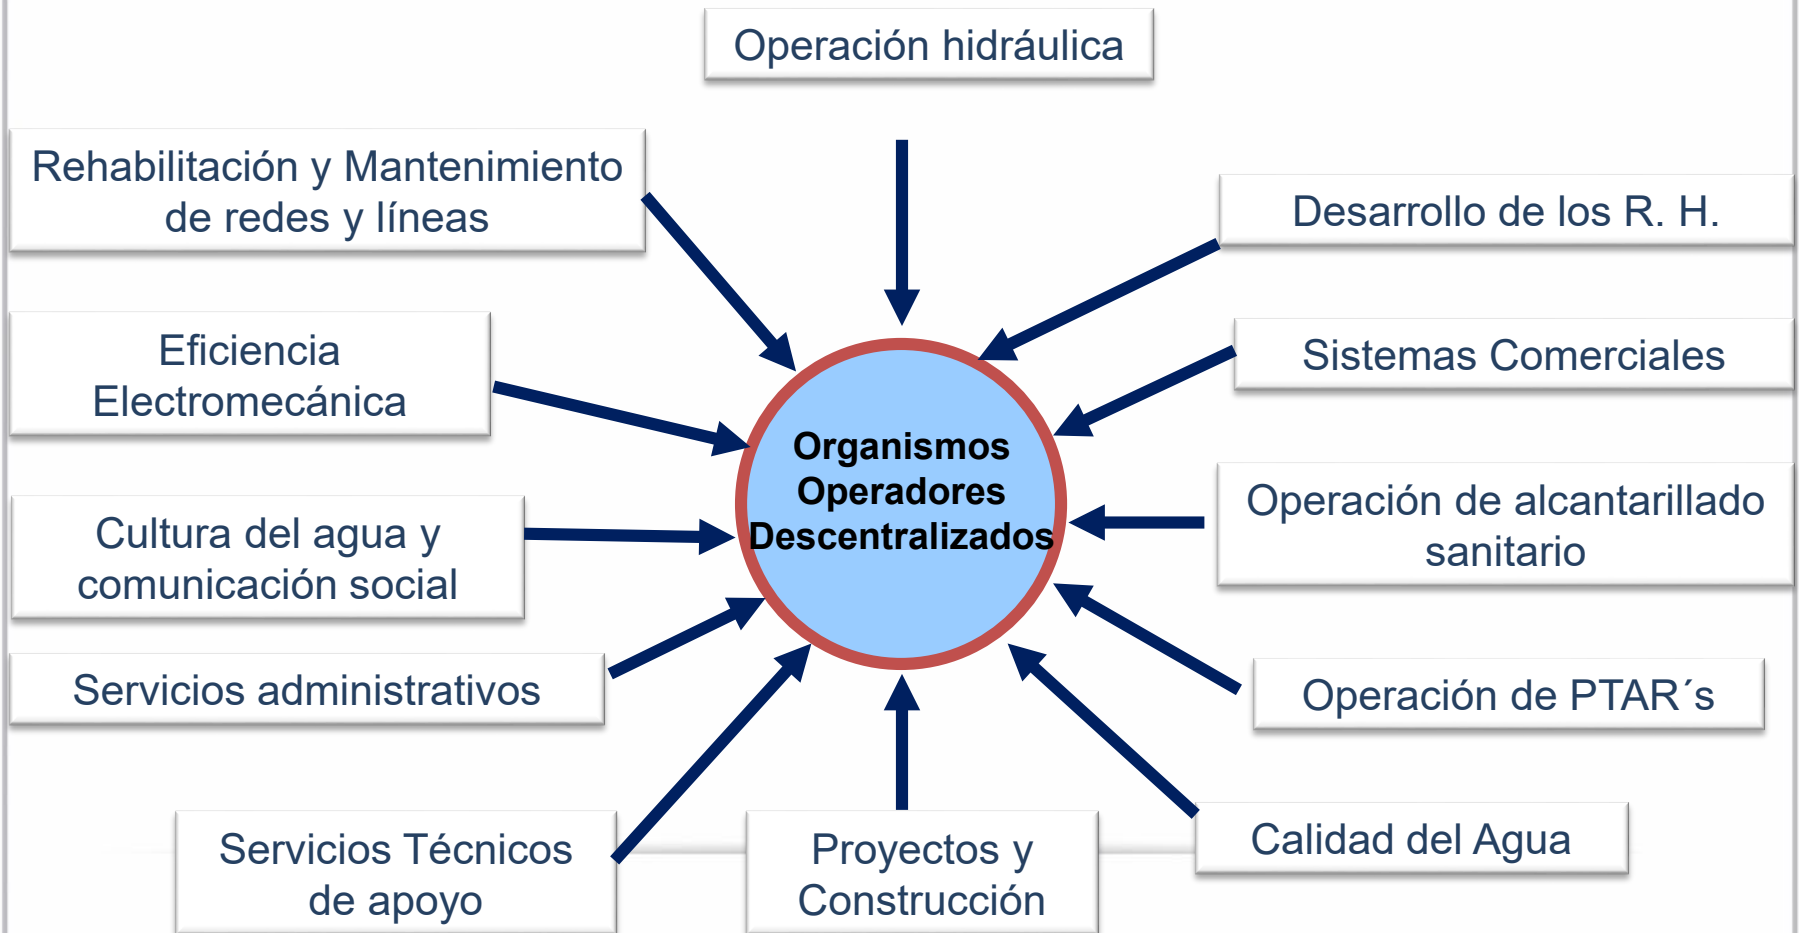 Operación hidráulica
Rehabilitación y Mantenimiento
de redes y líneas
Desarrollo de los R. H.
Eficiencia
Electromecánica
Sistemas Comerciales
Organismos
Operadores
Descentralizados
Operación de alcantarillado
sanitario
Cultura del agua y
comunicación social
Servicios administrativos
Operación de PTAR´s
Servicios Técnicos
de apoyo
Proyectos y
Construcción
Calidad del Agua